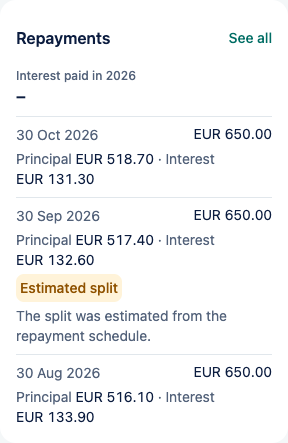 Repayments
See all
Interest paid in 2026
–
30 Oct 2026
EUR 650.00
Principal EUR 518.70 · Interest
EUR 131.30
30 Sep 2026
EUR 650.00
Principal EUR 517.40 · Interest
EUR 132.60
Estimated split
The split was estimated from the
repayment schedule.
30 Aug 2026
EUR 650.00
Principal EUR 516.10 · Interest
EUR 133.90